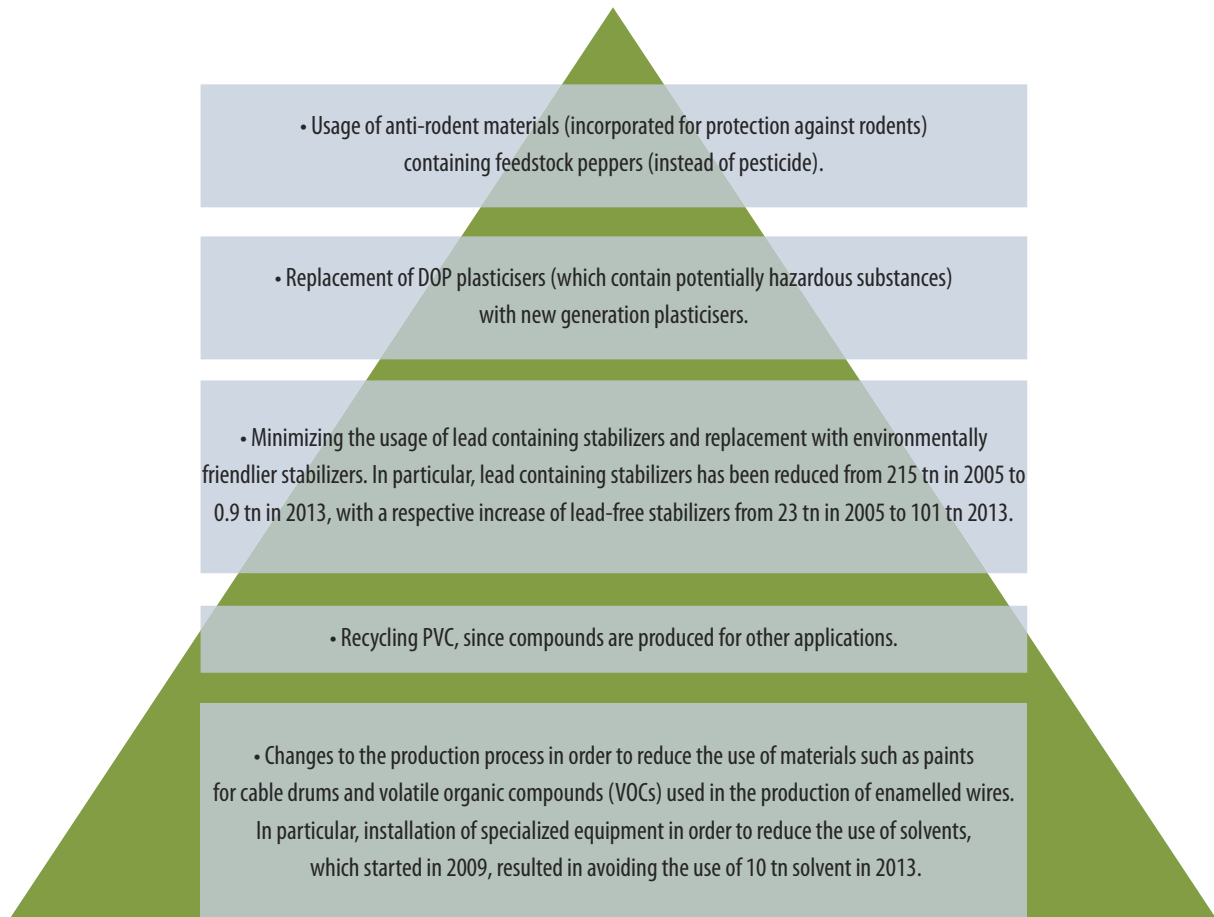 • Usage of anti-rodent materials (incorporated for protection against rodents)
containing feedstock peppers (instead of pesticide).
• Replacement of DOP plasticisers (which contain potentially hazardous substances)
with new generation plasticisers.
• Minimizing the usage of lead containing stabilizers and replacement with environmentally
friendlier stabilizers. In particular, lead containing stabilizers has been reduced from 215 tn in 2005 to
0.9 tn in 2013, with a respective increase of lead-free stabilizers from 23 tn in 2005 to 101 tn 2013.
• Recycling PVC, since compounds are produced for other applications.
• Changes to the production process in order to reduce the use of materials such as paints
for cable drums and volatile organic compounds (VOCs) used in the production of enamelled wires.
In particular, installation of specialized equipment in order to reduce the use of solvents,
which started in 2009, resulted in avoiding the use of 10 tn solvent in 2013.